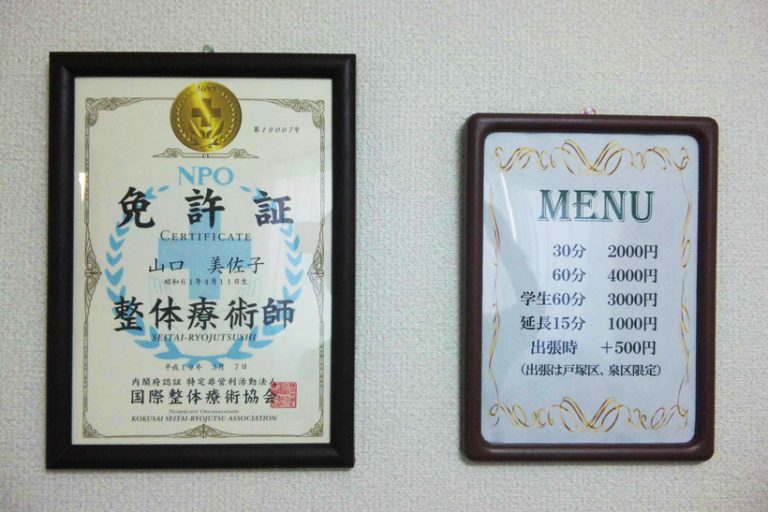 NPO
第19007号
NPO
免許証
CERTIFICATE
山口 美佐子
昭和61年4月11日生
整体療術師
SEITAI-RYOJUTSUSHI
平成19年 3月 7日
内閣府認証 特定非営利活動法人
国際整体療術協会
NONPROFIT ORGANIZATION
KOKUSAI SEITAI-RYOJUTSU ASSOCIATION
MENU
30分 2000円
60分 4000円
学生60分 3000円
延長15分 1000円
出張時 +500円
(出張は戸塚区、泉区限定)